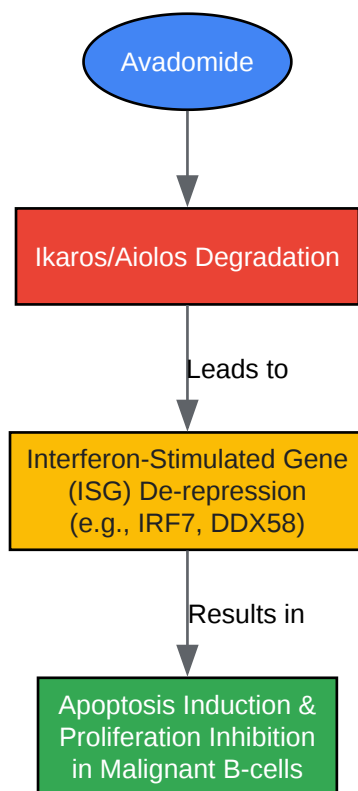 Avadomide
Ikaros/Aiolos Degradation
Leads to
Interferon-Stimulated Gene
(ISG) De-repression
(e.g., IRF7, DDX58)
Results in
Apoptosis Induction &
Proliferation Inhibition
in Malignant B-cells